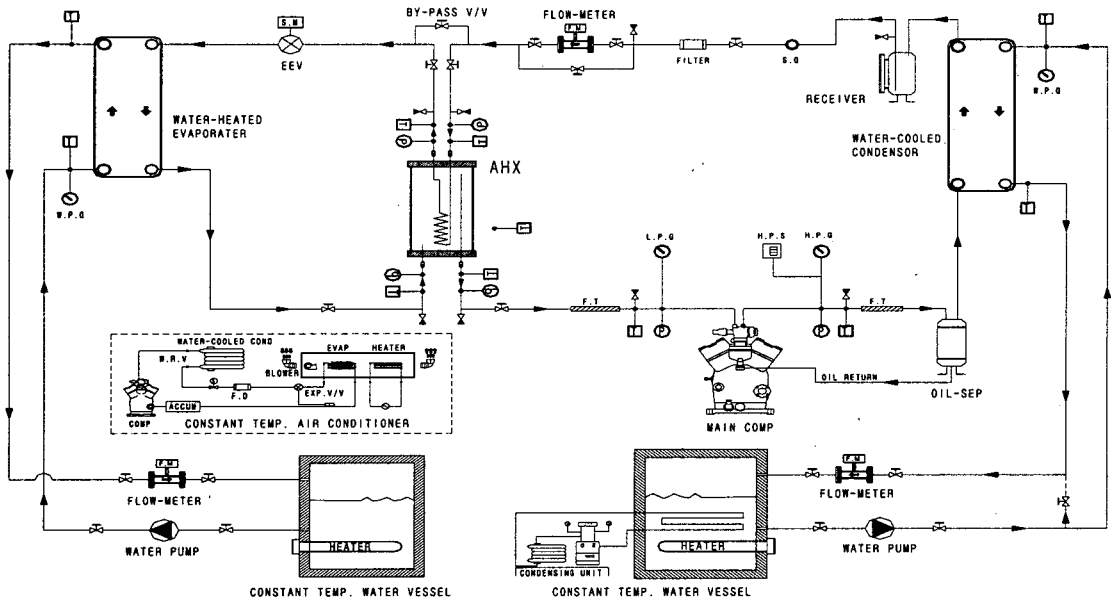 T
S.M
EEV
BY-PASS V/V
FLOW-METER
F.M
FILTER
S.G
RECEIVER
T
W.P.G
WATER-HEATED
EVAPORATER
WATER-COOLED
CONDENSOR
T
W.P.G
T
P
P
T
AHX
T
T
P
T
T
P
L.P.G
H.P.S
H.P.G
F.T
F.T
T
P
P
T
WATER-COOLED COND
W.R.V
BLOWER
EVAP
HEATER
F.D
EXP.V/V
COMP
ACCUM
CONSTANT TEMP. AIR CONDITIONER
OIL RETURN
OIL-SEP
MAIN COMP
F.M
FLOW-METER
WATER PUMP
HEATER
CONSTANT TEMP. WATER VESSEL
F.M
FLOW-METER
WATER PUMP
HEATER
CONDENSING UNIT
CONSTANT TEMP. WATER VESSEL